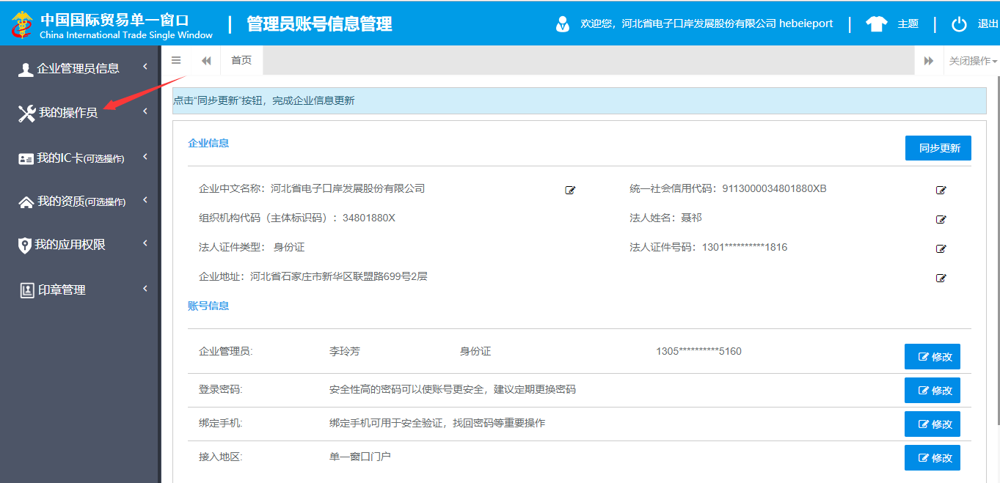 中国国际贸易单一窗口
China International Trade Single Window
管理员账号信息管理
欢迎您，河北省电子口岸发展股份有限公司 hebeieport
主题
退出
企业管理员信息
我的操作员
我的IC卡(可选操作)
我的资质(可选操作)
我的应用权限
印章管理
首页
关闭操作
点击“同步更新”按钮，完成企业信息更新
企业信息
同步更新
企业中文名称：河北省电子口岸发展股份有限公司
统一社会信用代码：9113000034801880XB
组织机构代码（主体标识码）：34801880X
法人姓名：聂祁
法人证件类型： 身份证
法人证件号码：1301**********1816
企业地址：河北省石家庄市新华区联盟路699号2层
账号信息
企业管理员: 李玲芳 身份证 1305**********5160 修改
登录密码: 安全性高的密码可以使账号更安全，建议定期更换密码 修改
绑定手机: 绑定手机可用于安全验证，找回密码等重要操作 修改
接入地区: 单一窗口门户 修改